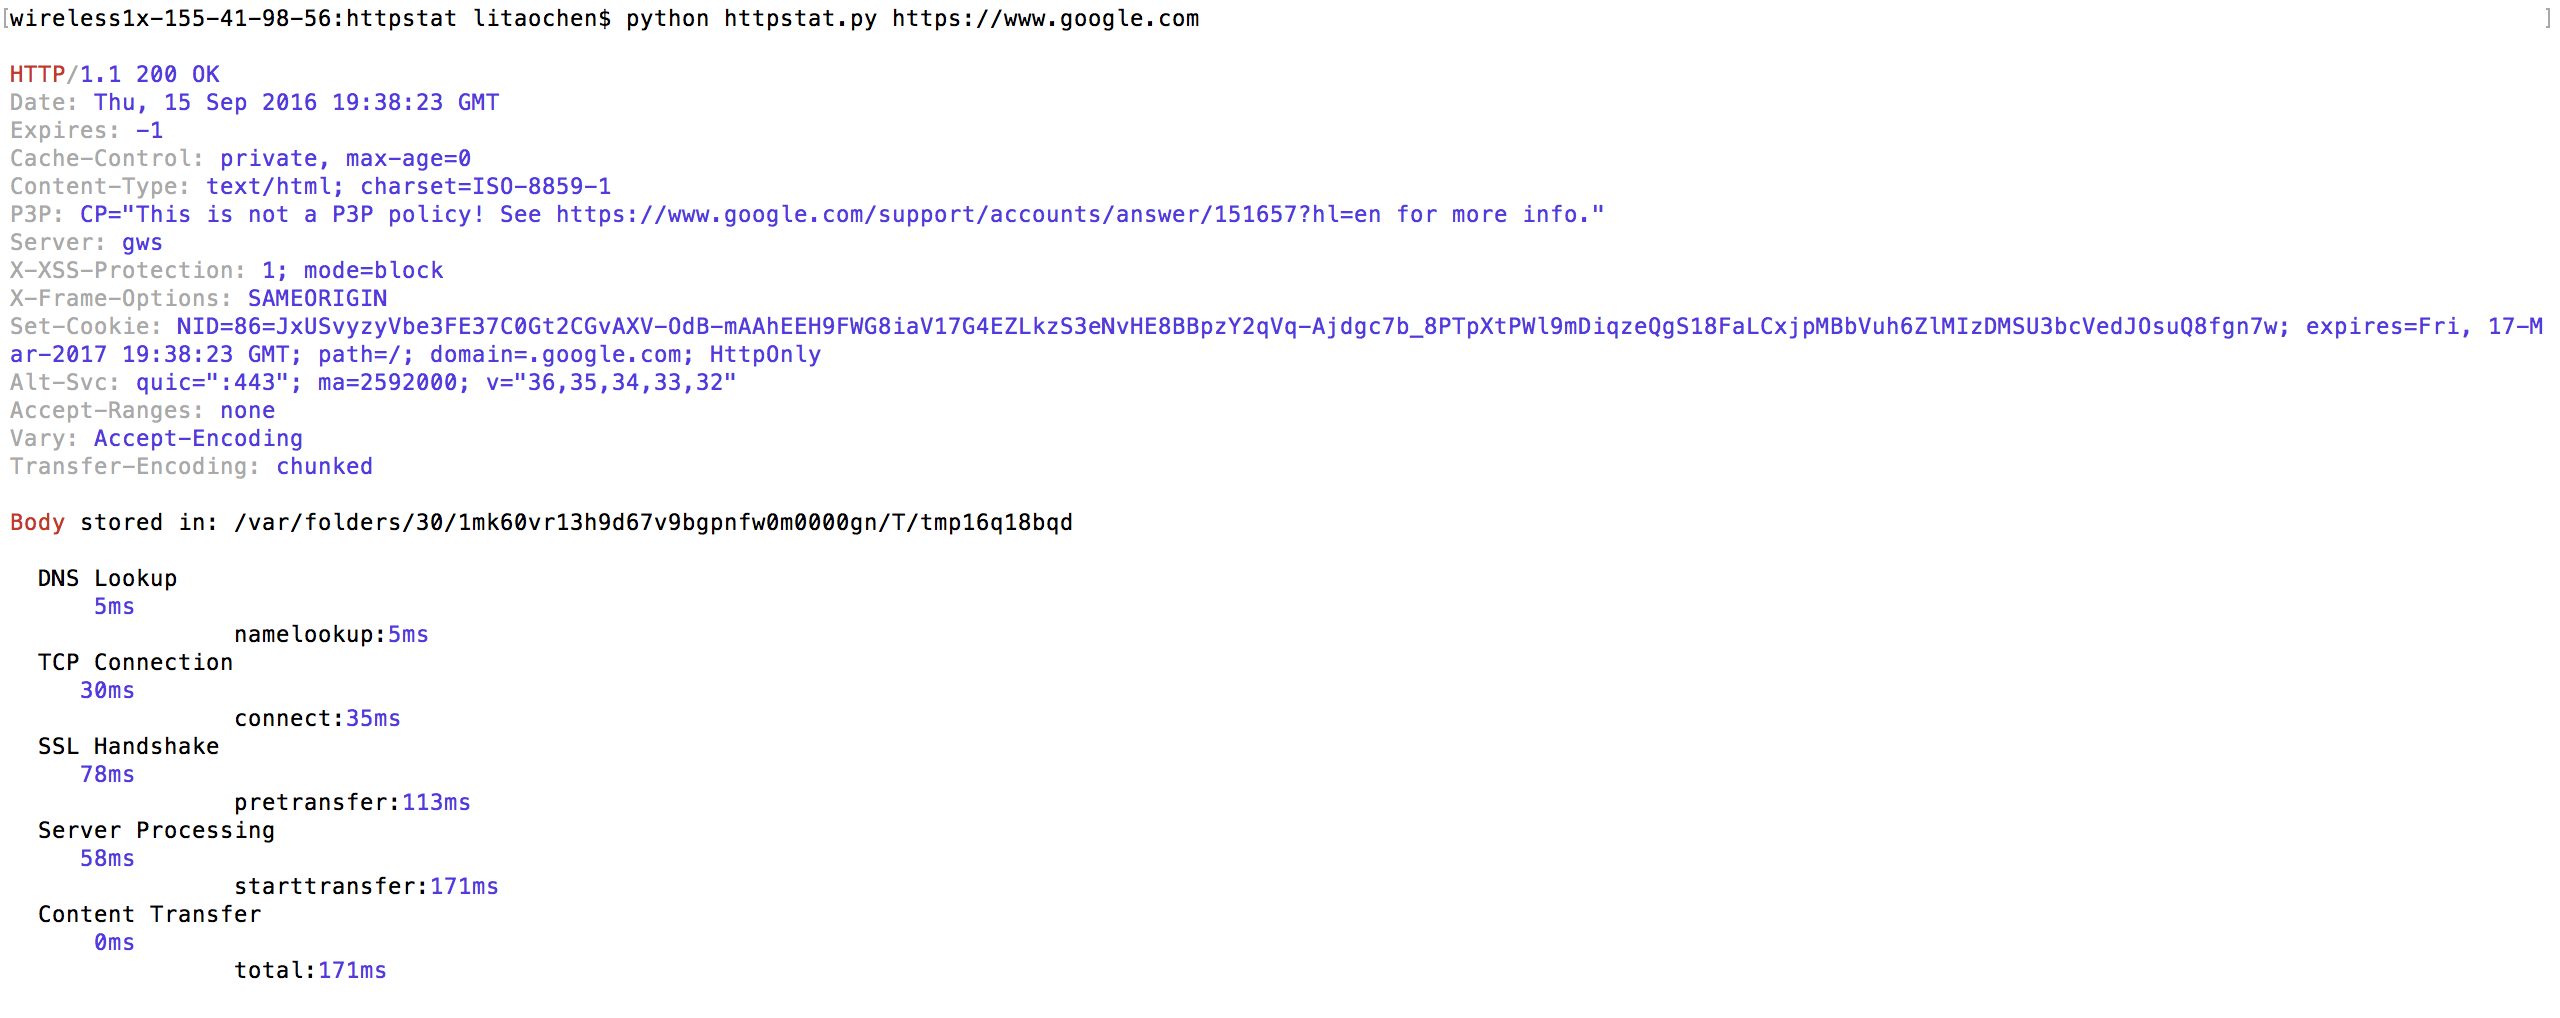 [wireless1x-155-41-98-56:httpstat litaochen$ python httpstat.py https://www.google.com ]
HTTP/1.1 200 OK
Date: Thu, 15 Sep 2016 19:38:23 GMT
Expires: -1
Cache-Control: private, max-age=0
Content-Type: text/html; charset=ISO-8859-1
P3P: CP="This is not a P3P policy! See https://www.google.com/support/accounts/answer/151657?hl=en for more info."
Server: gws
X-XSS-Protection: 1; mode=block
X-Frame-Options: SAMEORIGIN
Set-Cookie: NID=86=JxUSvyzyVbe3FE37C0Gt2CGvAXV-OdB-mAAhEEH9FWG8iaV17G4EZLkzS3eNvHE8BBpzY2qVq-Ajdgc7b_8PTpXtPWl9mDiqzeQgS18FaLCxjpMBbVuh6ZlMIzDMSU3bcVedJOsuQ8fgn7w; expires=Fri, 17-M
ar-2017 19:38:23 GMT; path=/; domain=.google.com; HttpOnly
Alt-Svc: quic=":443"; ma=2592000; v="36,35,34,33,32"
Accept-Ranges: none
Vary: Accept-Encoding
Transfer-Encoding: chunked
Body stored in: /var/folders/30/1mk60vr13h9d67v9bgpnfw0m0000gn/T/tmp16q18bqd
DNS Lookup
5ms
namelookup:5ms
TCP Connection
30ms
connect:35ms
SSL Handshake
78ms
pretransfer:113ms
Server Processing
58ms
starttransfer:171ms
Content Transfer
0ms
total:171ms